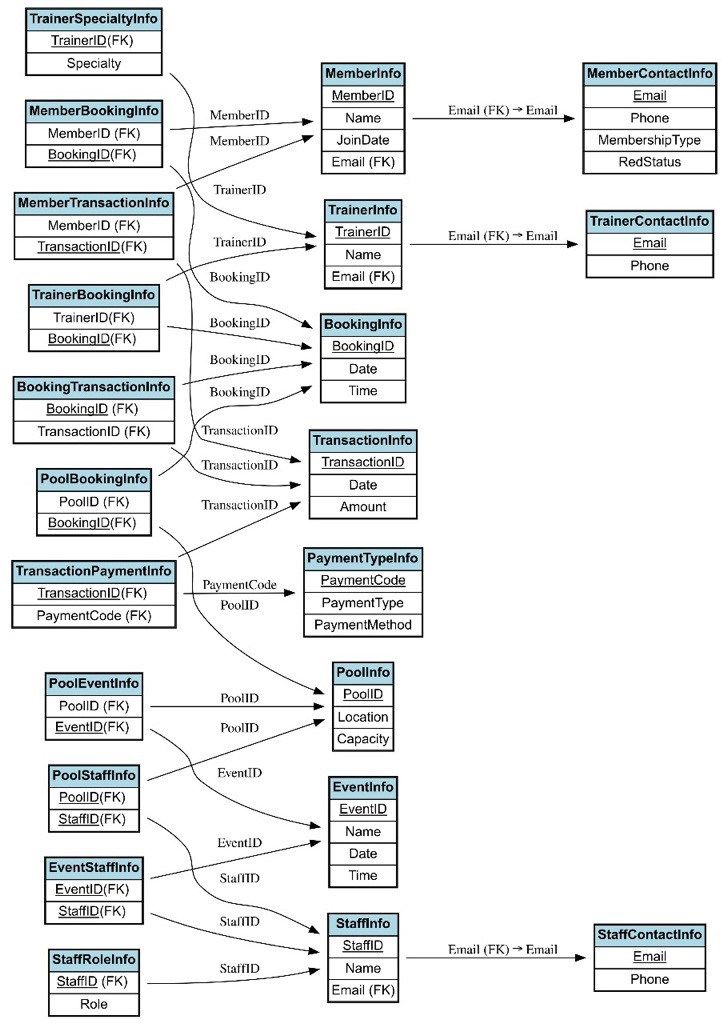 TrainerSpecialtyInfo
TrainerID(FK)
Specialty
MemberBookingInfo
MemberID (FK)
BookingID(FK)
MemberTransactionInfo
MemberID (FK)
TransactionID(FK)
TrainerBookingInfo
TrainerID(FK)
BookingID(FK)
BookingTransactionInfo
BookingID (FK)
TransactionID (FK)
PoolBookingInfo
PoolID (FK)
BookingID(FK)
TransactionPaymentInfo
TransactionID(FK)
PaymentCode (FK)
PoolEventInfo
PoolID (FK)
EventID(FK)
PoolStaffInfo
PoolID(FK)
StaffID(FK)
EventStaffInfo
EventID(FK)
StaffID(FK)
StaffRoleInfo
StaffID (FK)
Role
MemberID
MemberID
TrainerID
TrainerID
BookingID
BookingID
BookingID
BookingID
TransactionID
TransactionID
TransactionID
PaymentCode
PoolID
PoolID
PoolID
EventID
EventID
StaffID
StaffID
StaffID
MemberInfo
MemberID
Name
JoinDate
Email (FK)
TrainerInfo
TrainerID
Name
Email (FK)
BookingInfo
BookingID
Date
Time
TransactionInfo
TransactionID
Date
Amount
PaymentTypeInfo
PaymentCode
PaymentType
PaymentMethod
PoolInfo
PoolID
Location
Capacity
EventInfo
EventID
Name
Date
Time
StaffInfo
StaffID
Name
Email (FK)
Email (FK) → Email
Email (FK) → Email
Email (FK) → Email
MemberContactInfo
Email
Phone
MembershipType
RedStatus
TrainerContactInfo
Email
Phone
StaffContactInfo
Email
Phone